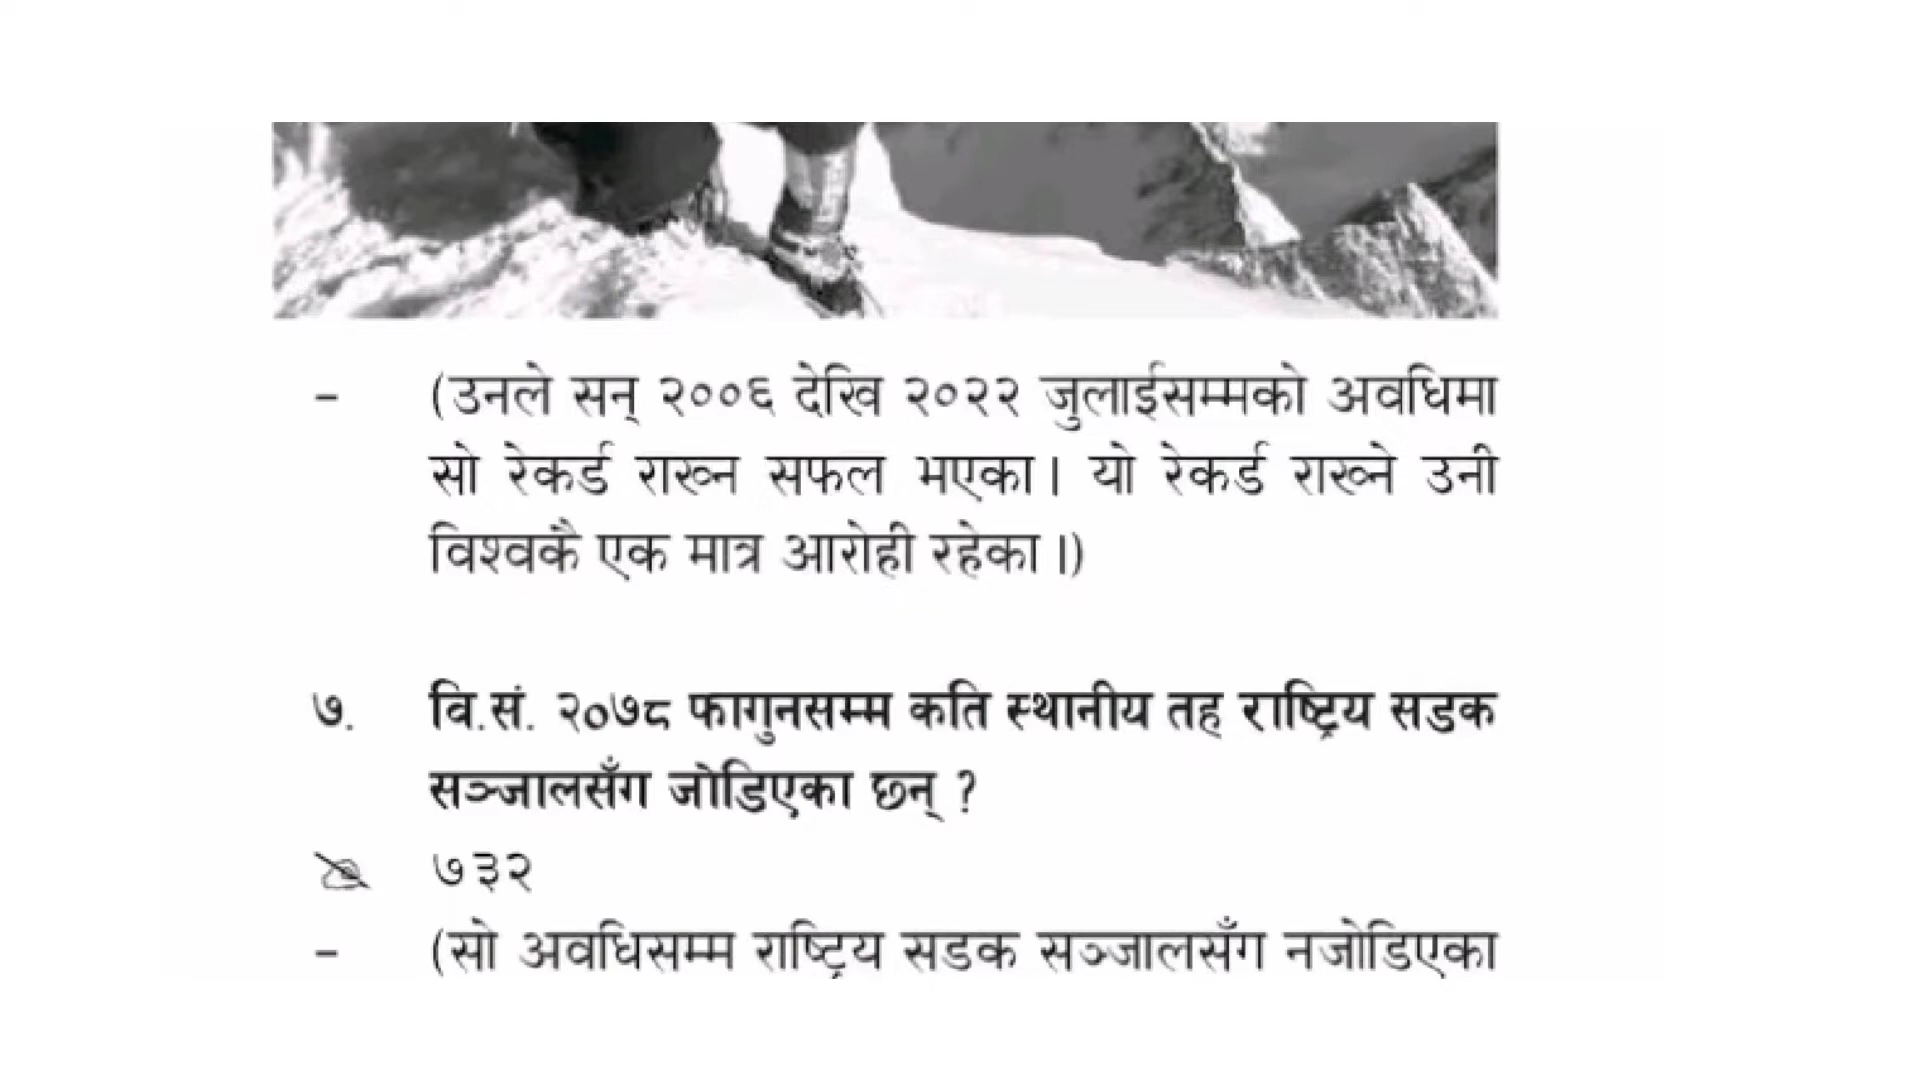 - (उनले सन् २००६ देखि २०२२ जुलाईसम्मको अवधिमा
सो रेकर्ड राख्न सफल भएका। यो रेकर्ड राख्ने उनी
विश्वकै एक मात्र आरोही रहेका।)
७. वि.सं. २०७८ फागुनसम्म कति स्थानीय तह राष्ट्रिय सडक
सञ्जालसँग जोडिएका छन् ?
७३२
- (सो अवधिसम्म राष्ट्रिय सडक सञ्जालसँग नजोडिएका